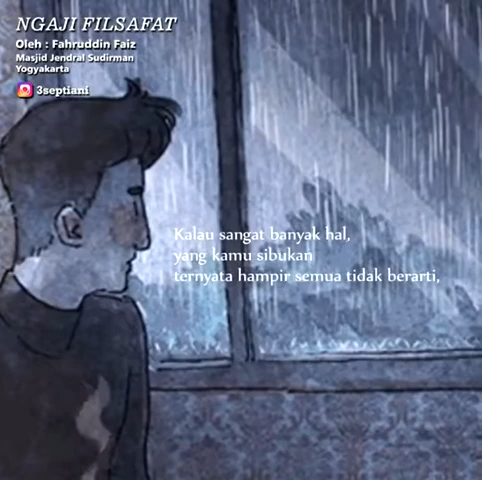 NGAJI FILSAFAT
Oleh : Fahruddin Faiz
Masjid Jendral Sudirman
Yogyakarta
3septiani
Kalau sangat banyak hal,
yang kamu sibukan
ternyata hampir semua tidak berarti,